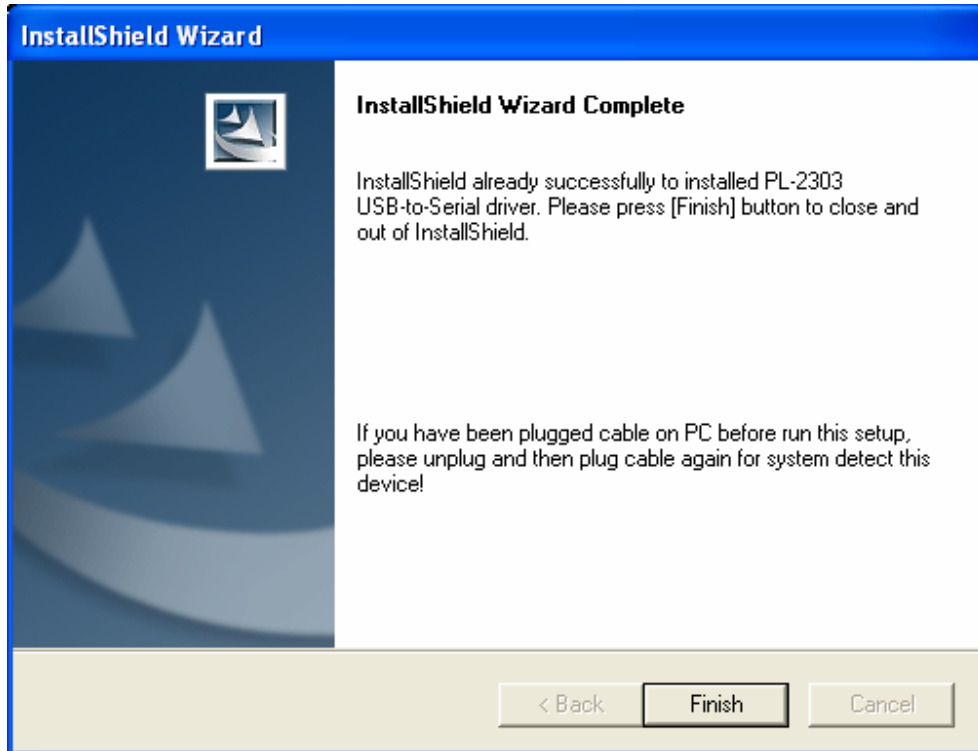 InstallShield Wizard
InstallShield Wizard Complete
InstallShield already successfully to installed PL-2303
USB-to-Serial driver. Please press [Finish] button to close and
out of InstallShield.
If you have been plugged cable on PC before run this setup,
please unplug and then plug cable again for system detect this
device!
< Back Finish Cancel